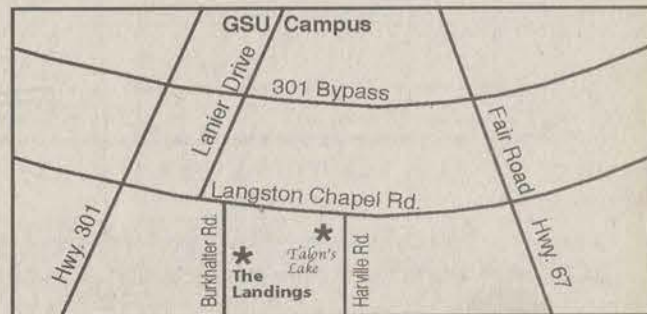 GSU Campus
Lanier Drive
301 Bypass
Fair Road
Langston Chapel Rd.
Hwy. 301
Burkhalter Rd.
Talon's
Lake
The
Landings
Harville Rd.
Hwy. 67